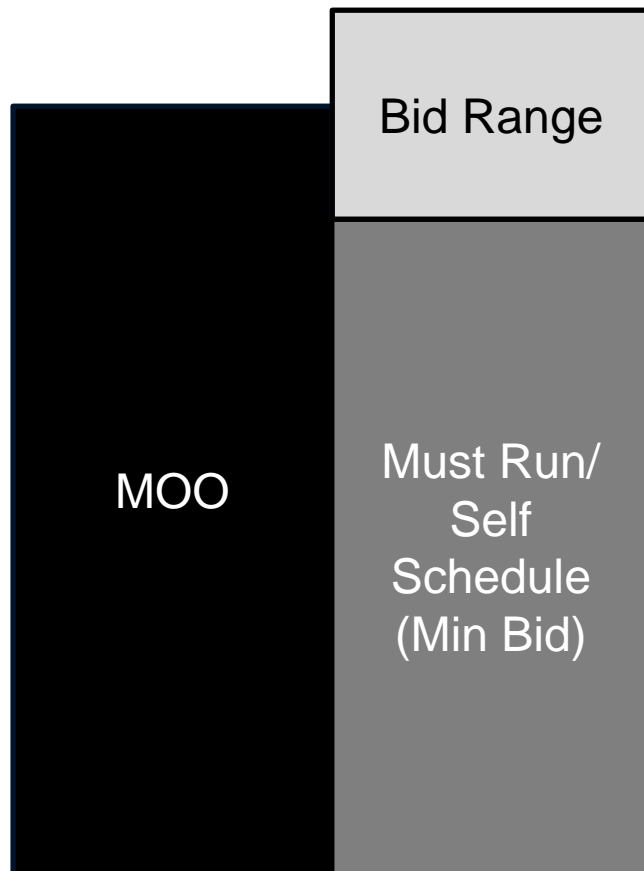 Bid Range
MOO
Must Run/
Self
Schedule
(Min Bid)